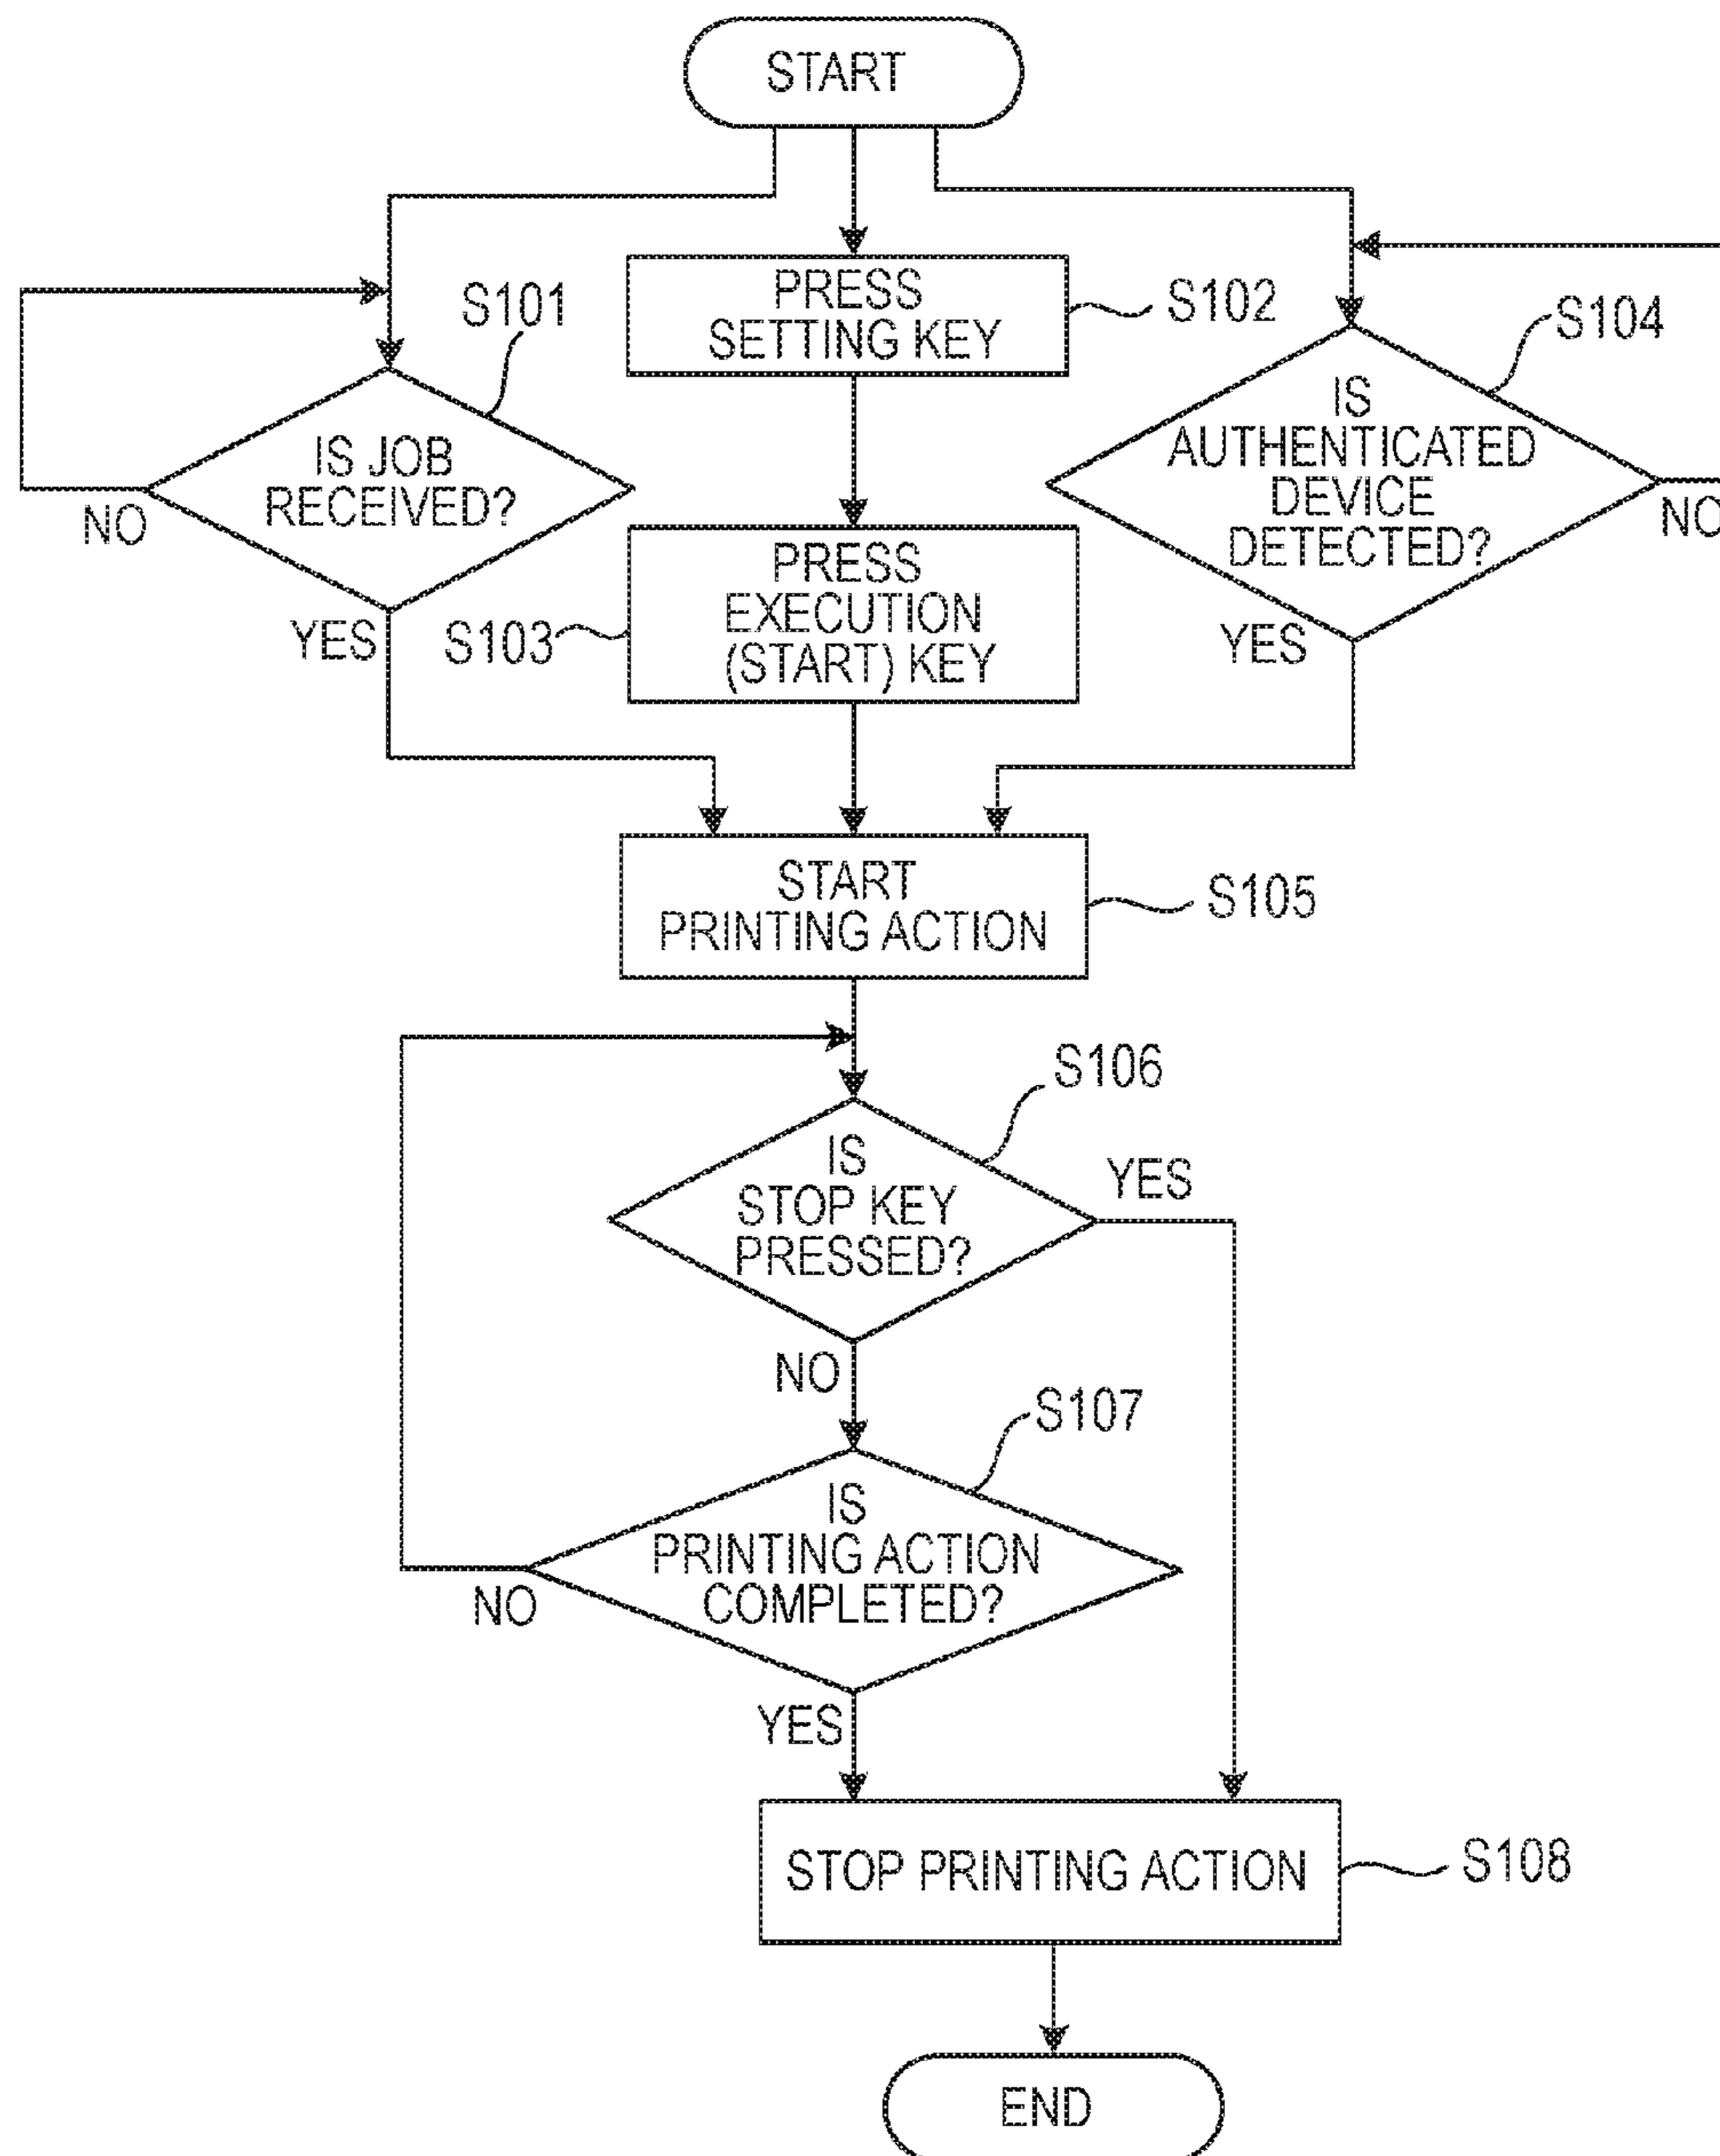 START
S101
PRESS
SETTING KEY
S102
S104
IS JOB
RECEIVED?
NO
YES
IS
AUTHENTICATED
DEVICE
DETECTED?
NO
YES
S103
PRESS
EXECUTION
(START) KEY
START
PRINTING ACTION
S105
S106
IS
STOP KEY
PRESSED?
YES
NO
S107
IS
PRINTING ACTION
COMPLETED?
NO
YES
STOP PRINTING ACTION
S108
END